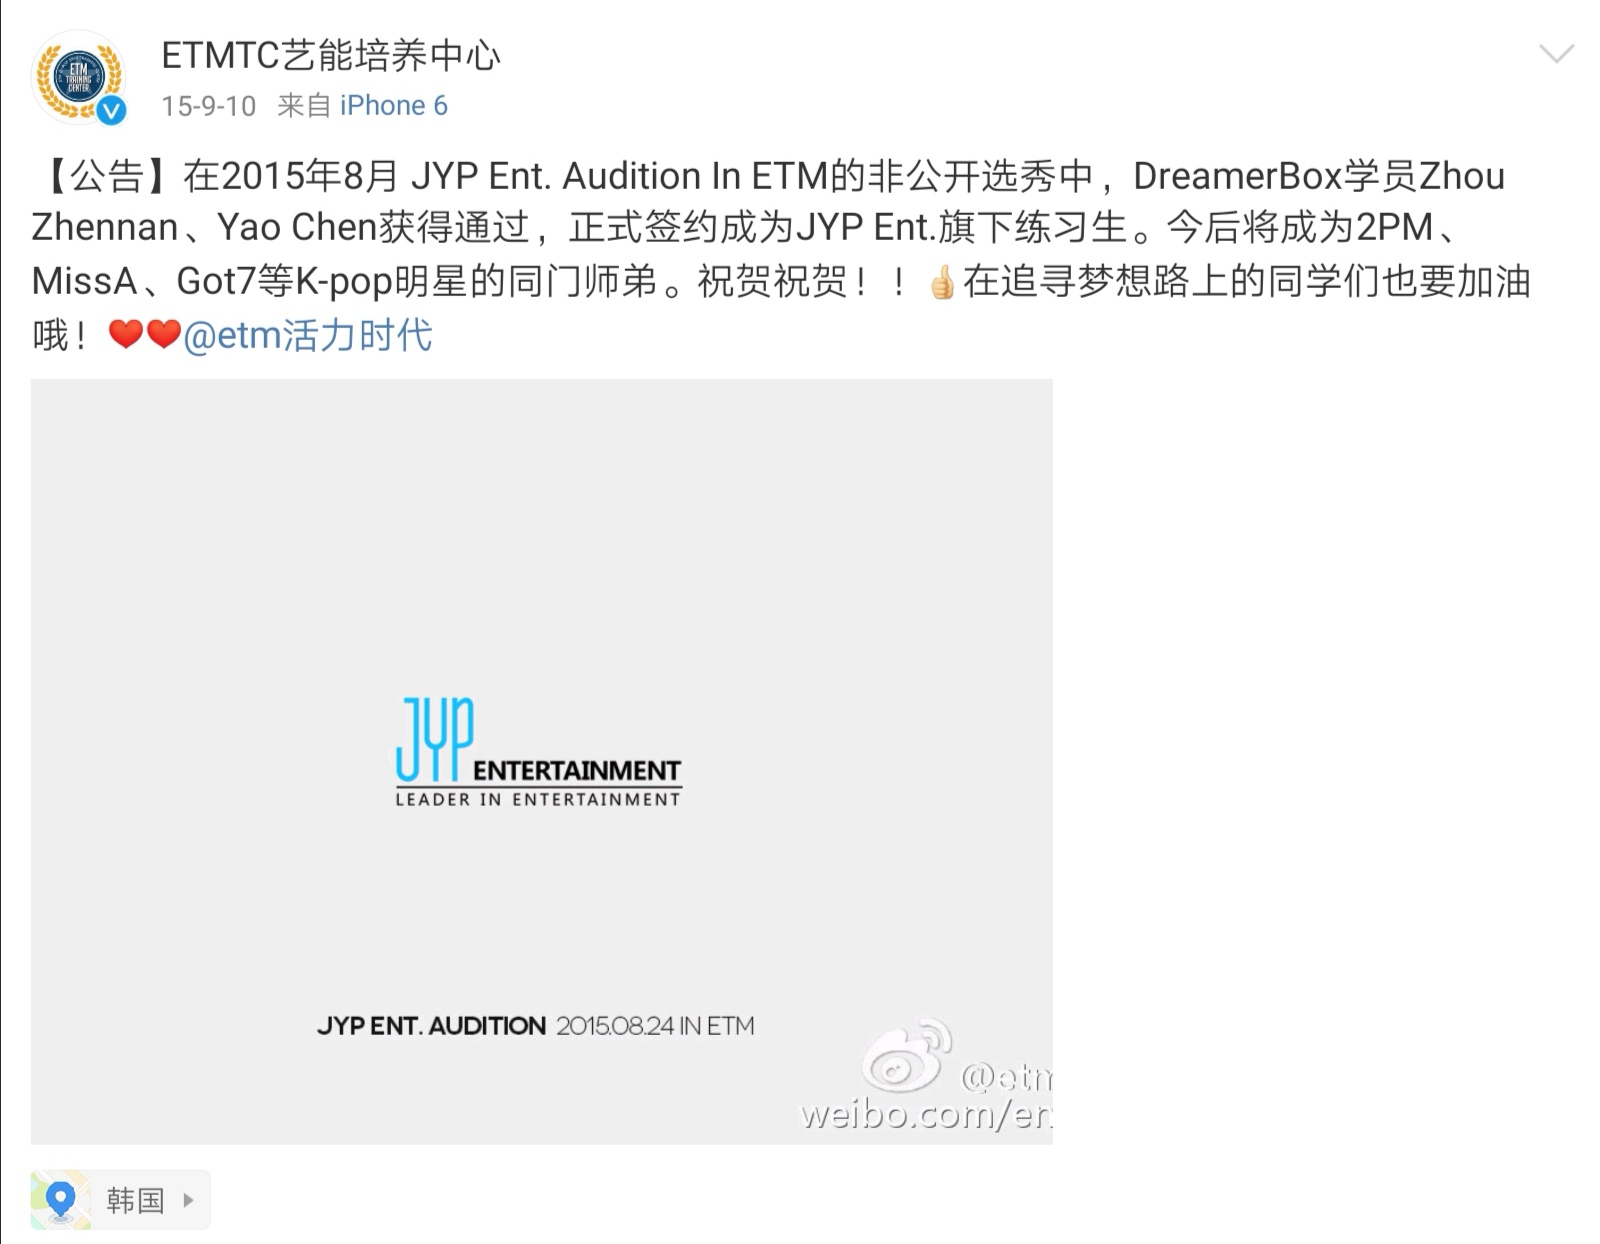 ETM
TRAINING
CENTER
ETMTC艺能培养中心
15-9-10 来自 iPhone 6
【公告】在2015年8月 JYP Ent. Audition In ETM的非公开选秀中，DreamerBox学员Zhou
Zhennan、Yao Chen获得通过，正式签约成为JYP Ent.旗下练习生。今后将成为2PM、
MissA、Got7等K-pop明星的同门师弟。祝贺祝贺！！👍在追寻梦想路上的同学们也要加油
哦！❤❤@etm活力时代
JYP ENTERTAINMENT
LEADER IN ENTERTAINMENT
JYP ENT. AUDITION 2015.08.24 IN ETM
@etm
weibo.com/en
韩国